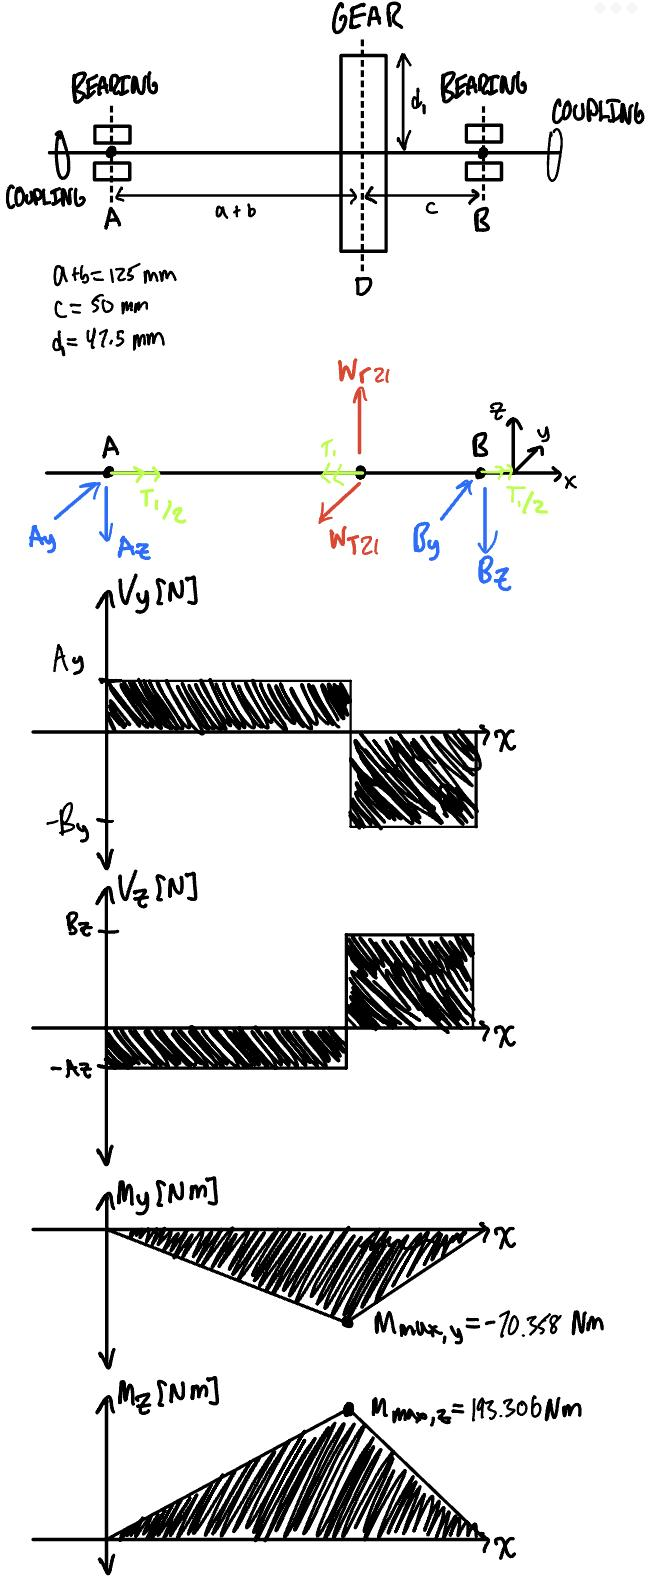 GEAR
BEARING
BEARING
COUPLING
d₁
COUPLING
A
a+b
c
B
D
a+b=125 mm
c = 50 mm
d₁= 47.5 mm
Wr21
A
T₁
B
z
y
x
T₁/2
T₁/2
Ay
Az
WT21
By
Bz
Vy [N]
Ay
x
-By
Vz [N]
Bz
x
-Az
My [Nm]
x
Mmax,y = -70.358 Nm
Mz [Nm]
Mmax,z = 193.306 Nm
x